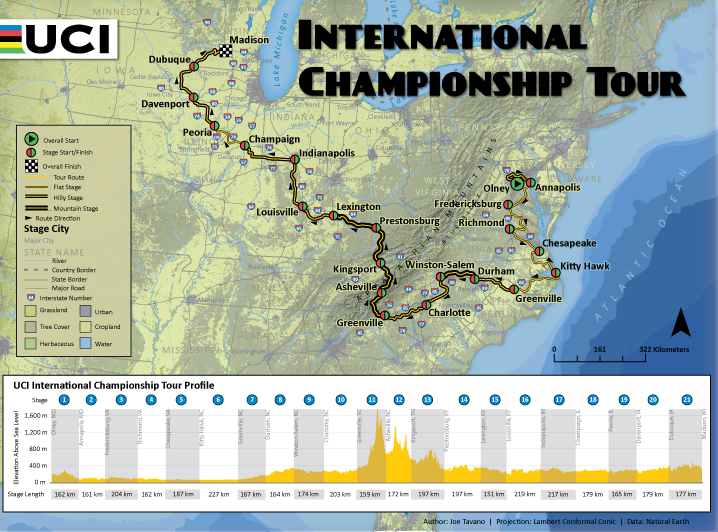 UCI
INTERNATIONAL
CHAMPIONSHIP TOUR
MINNESOTA
Lake Michigan
IOWA
INDIANA
WEST
VIRGINIA
ATLANTIC OCEAN
Madison
Dubuque
Davenport
Peoria
Champaign
Indianapolis
Louisville
Lexington
Prestonsburg
Kingsport
Asheville
Greenville
Charlotte
Winston-Salem
Durham
Greenville
Kitty Hawk
Chesapeake
Richmond
Fredericksburg
Olney
Annapolis
Overall Start
Stage Start/Finish
Overall Finish
Tour Route
Flat Stage
Hilly Stage
Mountain Stage
Route Direction
Stage City
Major City
STATE NAME
River
Country Border
State Border
Major Road
Interstate Number
Grassland
Urban
Tree Cover
Cropland
Herbaceous
Water
0 161 322 Kilometers
UCI International Championship Tour Profile
Stage 1 2 3 4 5 6 7 8 9 10 11 12 13 14 15 16 17 18 19 20 21
Elevation Above Sea Level
1,600 m
1,200 m
800 m
400 m
0 m
Olney, MD
Annapolis, MD
Fredericksburg, VA
Richmond, VA
Chesapeake, VA
Kitty Hawk, NC
Greenville, NC
Durham, NC
Winston-Salem, NC
Charlotte, NC
Greenville, SC
Asheville, NC
Kingsport, TN
Prestonsburg, KY
Lexington, KY
Louisville, KY
Indianapolis, IN
Champaign, IL
Peoria, IL
Davenport, IA
Dubuque, IA
Madison, WI
Stage Length 162 km 161 km 204 km 162 km 187 km 227 km 167 km 164 km 174 km 203 km 159 km 172 km 197 km 197 km 151 km 219 km 217 km 179 km 165 km 179 km 177 km
Author: Joe Tavano | Projection: Lambert Conformal Conic | Data: Natural Earth